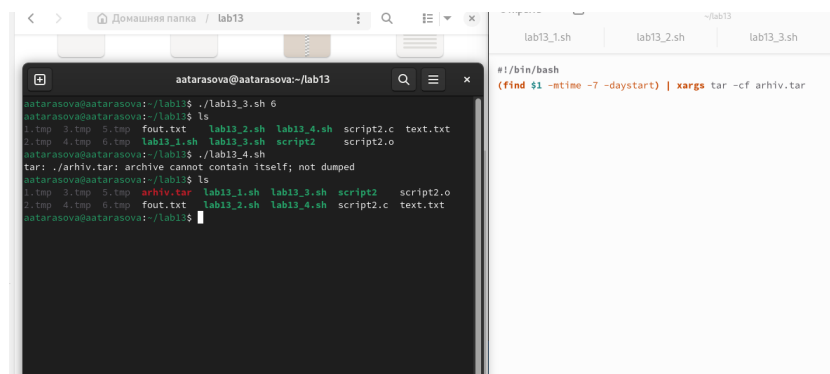 Домашняя папка / lab13
~/lab13
lab13_1.sh lab13_2.sh lab13_3.sh
#!/bin/bash
(find $1 -mtime -7 -daystart) | xargs tar -cf arhiv.tar
aatarasova@aatarasova:~/lab13
aatarasova@aatarasova:~/lab13$ ./lab13_3.sh 6
aatarasova@aatarasova:~/lab13$ ls
1.tmp 3.tmp 5.tmp fout.txt lab13_2.sh lab13_4.sh script2.c text.txt
2.tmp 4.tmp 6.tmp lab13_1.sh lab13_3.sh script2 script2.o
aatarasova@aatarasova:~/lab13$ ./lab13_4.sh
tar: ./arhiv.tar: archive cannot contain itself; not dumped
aatarasova@aatarasova:~/lab13$ ls
1.tmp 3.tmp 5.tmp arhiv.tar lab13_1.sh lab13_3.sh script2 script2.o
2.tmp 4.tmp 6.tmp fout.txt lab13_2.sh lab13_4.sh script2.c text.txt
aatarasova@aatarasova:~/lab13$